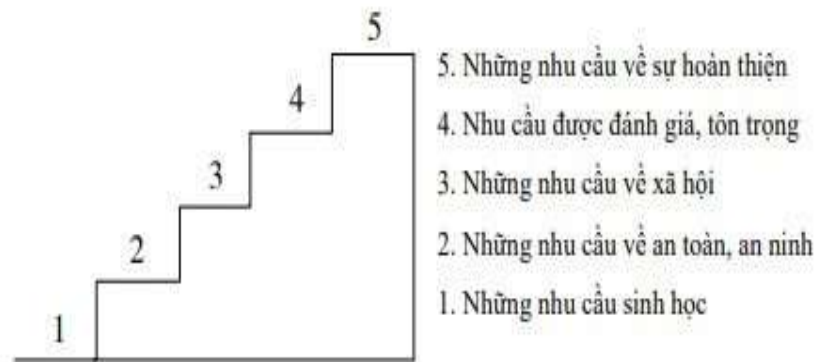 5
4
3
2
1
5. Những nhu cầu về sự hoàn thiện
4. Nhu cầu được đánh giá, tôn trọng
3. Những nhu cầu về xã hội
2. Những nhu cầu về an toàn, an ninh
1. Những nhu cầu sinh học